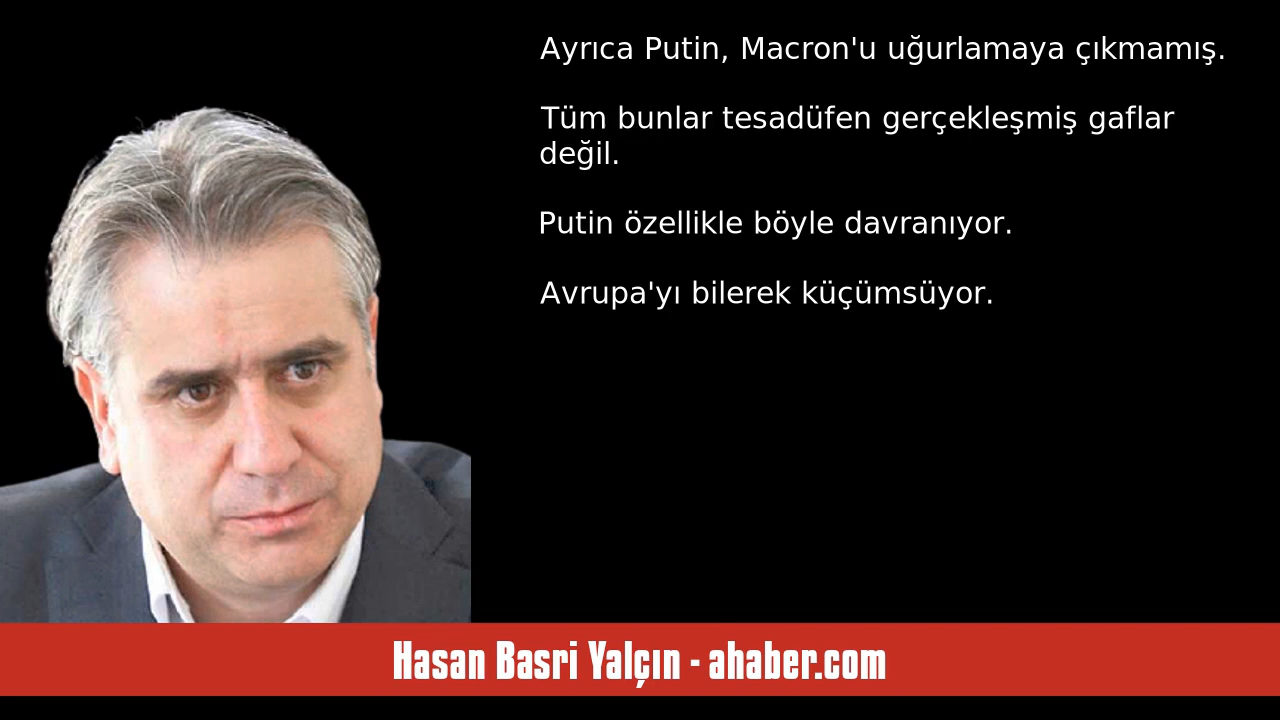 Ayrıca Putin, Macron'u uğurlamaya çıkmamış.
Tüm bunlar tesadüfen gerçekleşmiş gaflar
değil.
Putin özellikle böyle davranıyor.
Avrupa'yı bilerek küçümsüyor.
Hasan Basri Yalçın - ahaber.com